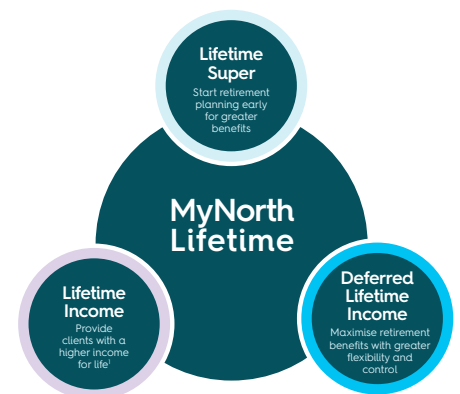 Lifetime
Super
Start retirement
planning early
for greater
benefits
MyNorth
Lifetime
Lifetime
Income
Provide
clients with a
higher income
for life¹
Deferred
Lifetime
Income
Maximise retirement
benefits with greater
flexibility and
control